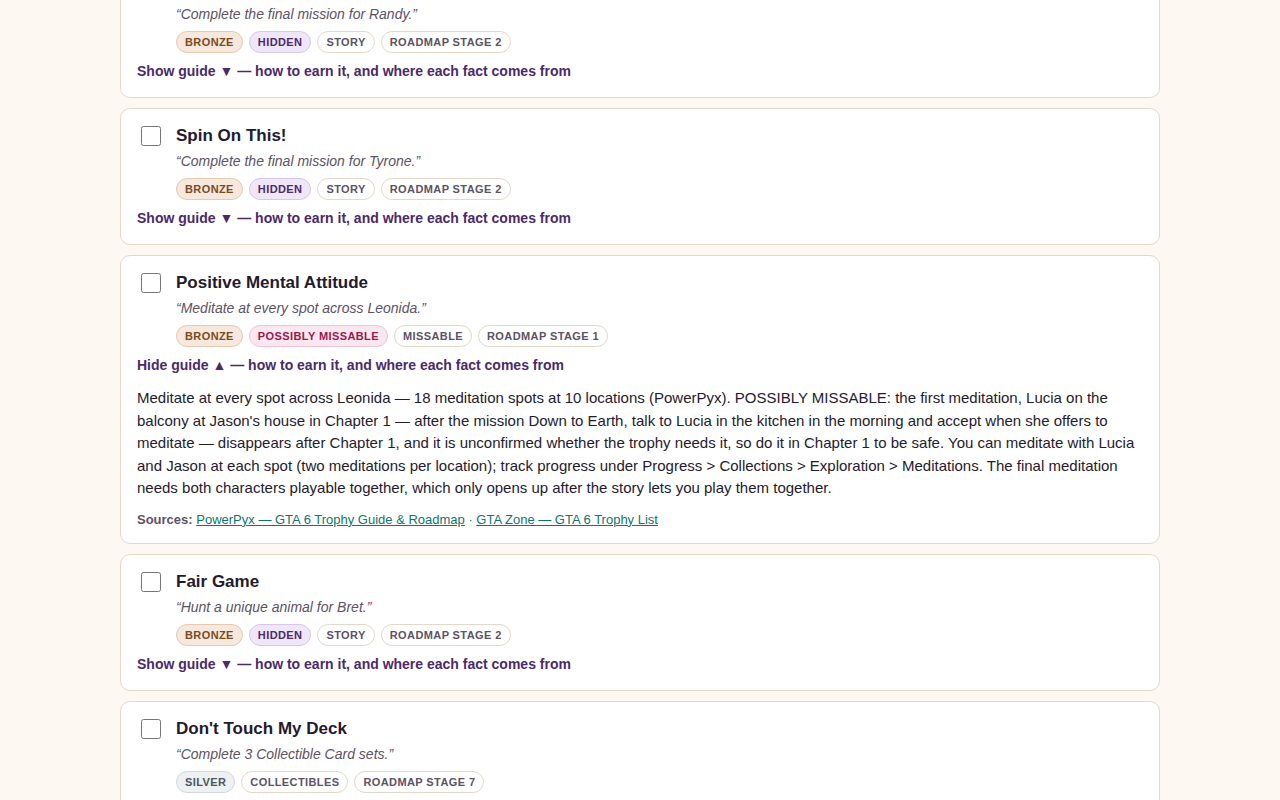 “Complete the final mission for Randy.”
BRONZE HIDDEN STORY ROADMAP STAGE 2
Show guide ▼ — how to earn it, and where each fact comes from
Spin On This!
“Complete the final mission for Tyrone.”
BRONZE HIDDEN STORY ROADMAP STAGE 2
Show guide ▼ — how to earn it, and where each fact comes from
Positive Mental Attitude
“Meditate at every spot across Leonida.”
BRONZE POSSIBLY MISSABLE MISSABLE ROADMAP STAGE 1
Hide guide ▲ — how to earn it, and where each fact comes from
Meditate at every spot across Leonida — 18 meditation spots at 10 locations (PowerPyx). POSSIBLY MISSABLE: the first meditation, Lucia on the
balcony at Jason's house in Chapter 1 — after the mission Down to Earth, talk to Lucia in the kitchen in the morning and accept when she offers to
meditate — disappears after Chapter 1, and it is unconfirmed whether the trophy needs it, so do it in Chapter 1 to be safe. You can meditate with Lucia
and Jason at each spot (two meditations per location); track progress under Progress > Collections > Exploration > Meditations. The final meditation
needs both characters playable together, which only opens up after the story lets you play them together.
Sources: PowerPyx — GTA 6 Trophy Guide & Roadmap · GTA Zone — GTA 6 Trophy List
Fair Game
“Hunt a unique animal for Bret.”
BRONZE HIDDEN STORY ROADMAP STAGE 2
Show guide ▼ — how to earn it, and where each fact comes from
Don't Touch My Deck
“Complete 3 Collectible Card sets.”
SILVER COLLECTIBLES ROADMAP STAGE 7